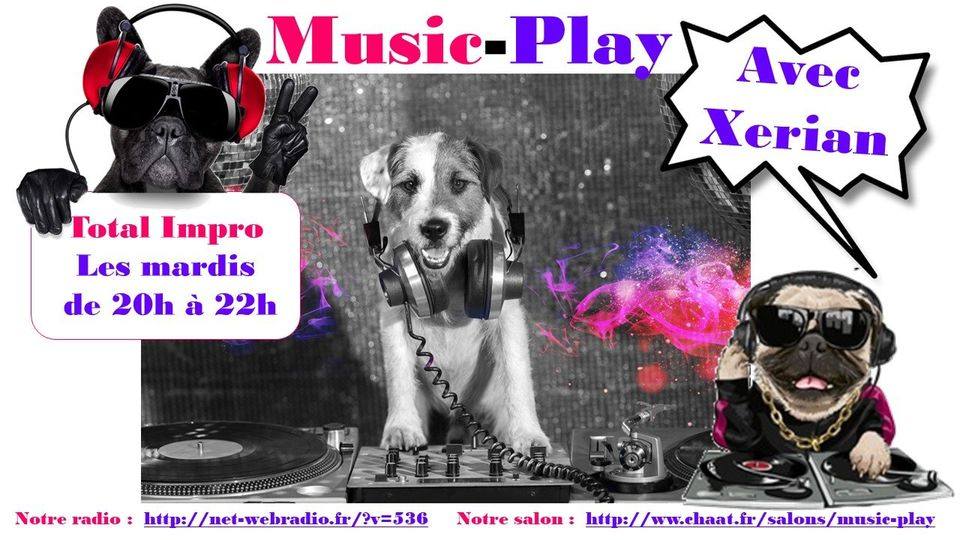 Music-Play
Avec
Xerian
Total Impro
Les mardis
de 20h à 22h
Notre radio : http://net-webradio.fr/?v=536 Notre salon : http://ww.chaat.fr/salons/music-play